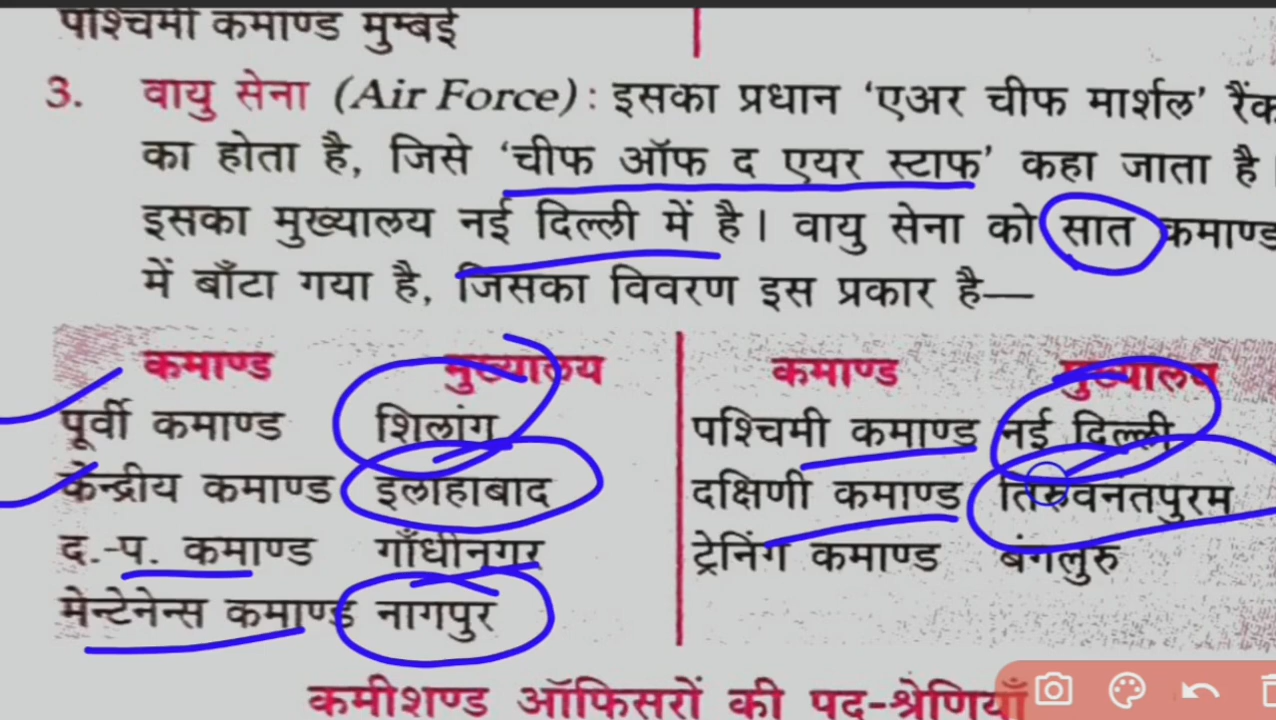 पश्चिमी कमाण्ड मुम्बई
3. वायु सेना (Air Force) : इसका प्रधान ‘एअर चीफ मार्शल’ रैंक
का होता है, जिसे ‘चीफ ऑफ द एयर स्टाफ’ कहा जाता है।
इसका मुख्यालय नई दिल्ली में है। वायु सेना को सात कमाण्ड
में बाँटा गया है, जिसका विवरण इस प्रकार है—
कमाण्ड मुख्यालय कमाण्ड मुख्यालय
पूर्वी कमाण्ड शिलांग पश्चिमी कमाण्ड नई दिल्ली
केन्द्रीय कमाण्ड इलाहाबाद दक्षिणी कमाण्ड तिरुवनंतपुरम
द.-प. कमाण्ड गाँधीनगर ट्रेनिंग कमाण्ड बंगलुरु
मेन्टेनेन्स कमाण्ड नागपुर
कमीशण्ड ऑफिसरों की पद-श्रेणियाँ